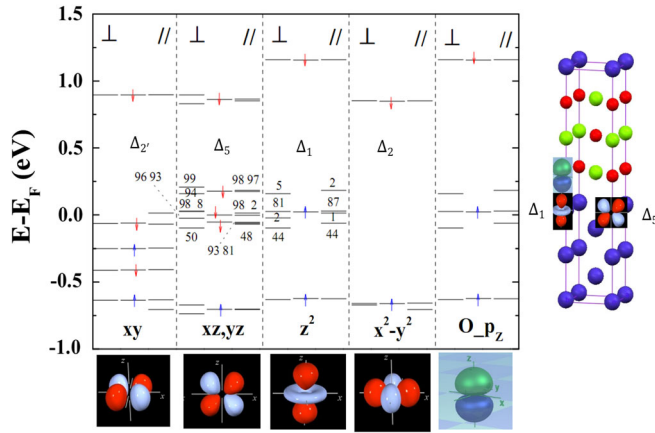 ⊥ // ⊥ // ⊥ // ⊥ // ⊥ //
1.5
1.0
0.5
0.0
-0.5
-1.0
E-E_F (eV)
Δ2' Δ5 Δ1 Δ2
96 93 99 98 97 5 2
94
98 8 98 2 81 87
2 1
50 48 44 44
93 81
xy xz,yz z² x²-y² O_pz
z x
z x
z x
z x
z y x
Δ1 Δ5